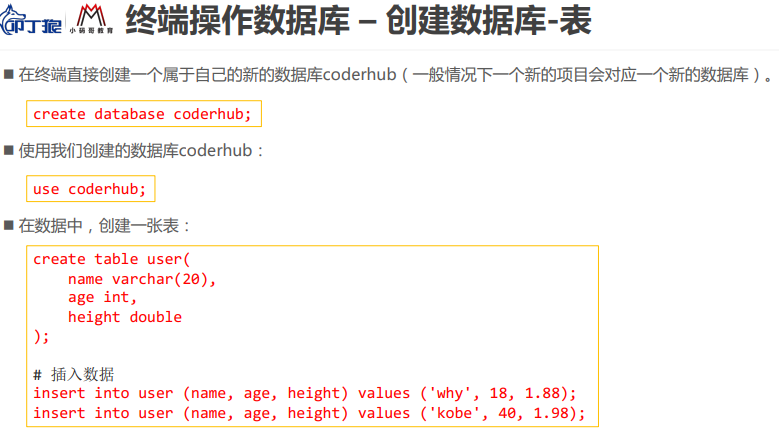 叩丁狼 小码哥教育 终端操作数据库 – 创建数据库-表
■ 在终端直接创建一个属于自己的新的数据库coderhub（一般情况下一个新的项目会对应一个新的数据库）。
create database coderhub;
■ 使用我们创建的数据库coderhub：
use coderhub;
■ 在数据中，创建一张表：
create table user(
name varchar(20),
age int,
height double
);
# 插入数据
insert into user (name, age, height) values ('why', 18, 1.88);
insert into user (name, age, height) values ('kobe', 40, 1.98);